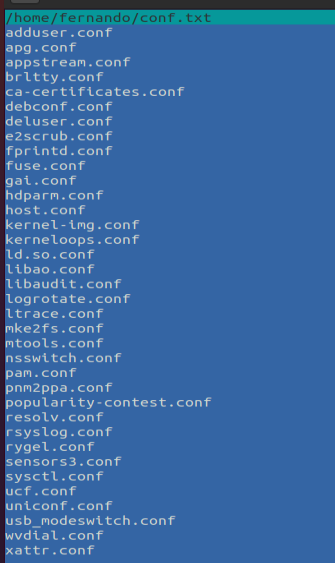 /home/fernando/conf.txt
adduser.conf
apg.conf
appstream.conf
brltty.conf
ca-certificates.conf
debconf.conf
deluser.conf
e2scrub.conf
fprintd.conf
fuse.conf
gai.conf
hdparm.conf
host.conf
kernel-img.conf
kerneloops.conf
ld.so.conf
libao.conf
libaudit.conf
logrotate.conf
ltrace.conf
mke2fs.conf
mtools.conf
nsswitch.conf
pam.conf
pnm2ppa.conf
popularity-contest.conf
resolv.conf
rsyslog.conf
rygel.conf
sensors3.conf
sysctl.conf
ucf.conf
uniconf.conf
usb_modeswitch.conf
wvdial.conf
xattr.conf